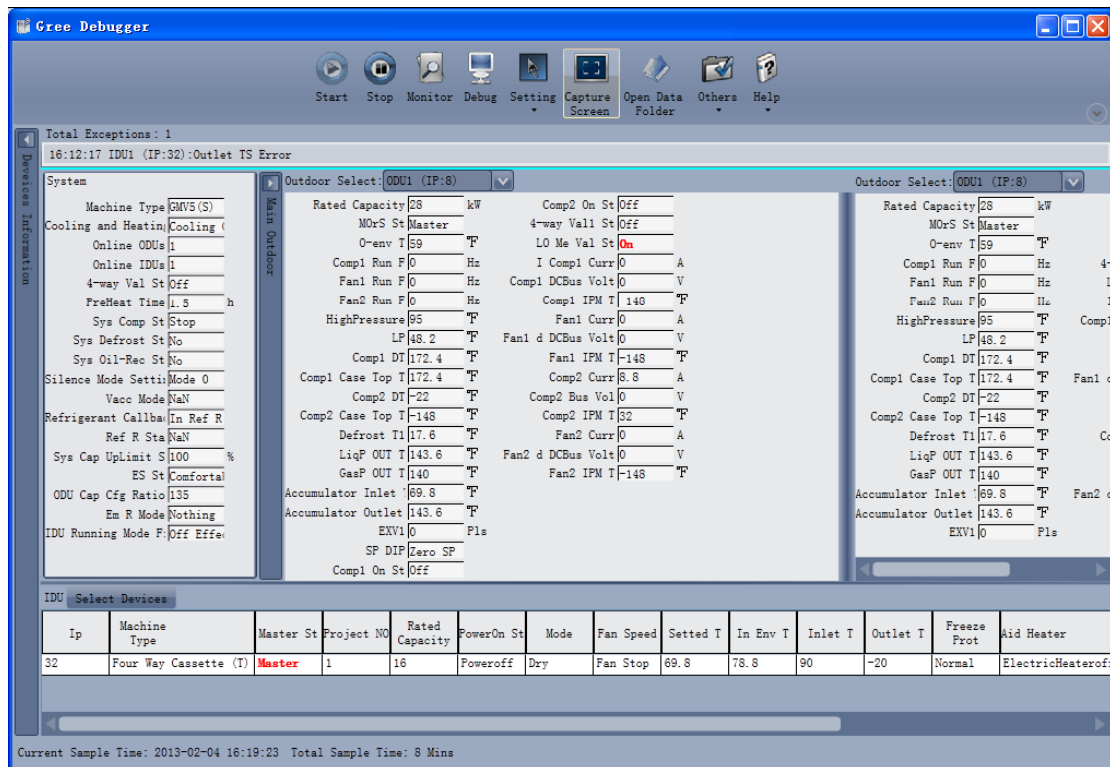 Gree Debugger
Start Stop Monitor Debug Setting Capture Screen Open Data Folder Others Help
Total Exceptions: 1
16:12:17 IDU1 (IP:32):Outlet TS Error
Deveices Information
System
Machine Type GMV5(S)
Cooling and Heatin Cooling (
Online ODUs 1
Online IDUs 1
4-way Val St Off
PreHeat Time 1.5 h
Sys Comp St Stop
Sys Defrost St No
Sys Oil-Rec St No
Silence Mode Setti Mode 0
Vacc Mode NaN
Refrigerant Callba In Ref R
Ref R Sta NaN
Sys Cap UpLimit S 100 %
ES St Comforta
ODU Cap Cfg Ratio 135
Em R Mode Nothing
IDU Running Mode F: Off Effe
Main Outdoor
Outdoor Select: ODU1 (IP:8)
Rated Capacity 28 kW
MOrS St Master
O-env T 59 ℉
Comp1 Run F 0 Hz
Fan1 Run F 0 Hz
Fan2 Run F 0 Hz
HighPressure 95 ℉
LP 48.2 ℉
Comp1 DT 172.4 ℉
Comp1 Case Top T 172.4 ℉
Comp2 DT -22 ℉
Comp2 Case Top T -148 ℉
Defrost T1 17.6 ℉
LiqP OUT T 143.6 ℉
GasP OUT T 140 ℉
Accumulator Inlet 69.8 ℉
Accumulator Outlet 143.6 ℉
EXV1 0 Pls
SP DIP Zero SP
Comp1 On St Off
Comp2 On St Off
4-way Val1 St Off
LO Me Val St On
I Comp1 Curr 0 A
Comp1 DCBus Volt 0 V
Comp1 IPM T 148 ℉
Fan1 Curr 0 A
Fan1 d DCBus Volt 0 V
Fan1 IPM T -148 ℉
Comp2 Curr 8.8 A
Comp2 Bus Vol 0 V
Comp2 IPM T 32 ℉
Fan2 Curr 0 A
Fan2 d DCBus Volt 0 V
Fan2 IPM T -148 ℉
Outdoor Select: ODU1 (IP:8)
Rated Capacity 28 kW
MOrS St Master
O-env T 59 ℉
Comp1 Run F 0 Hz 4-
Fan1 Run F 0 Hz
Fan2 Run F 0 Hz
HighPressure 95 ℉ Comp1
LP 48.2 ℉
Comp1 DT 172.4 ℉
Comp1 Case Top T 172.4 ℉ Fan1 d
Comp2 DT -22 ℉
Comp2 Case Top T -148 ℉
Defrost T1 17.6 ℉ Co
LiqP OUT T 143.6 ℉
GasP OUT T 140 ℉
Accumulator Inlet 69.8 ℉ Fan2 d
Accumulator Outlet 143.6 ℉
EXV1 0 Pls
IDU Select Devices
Ip Machine Type Master St Project NO Rated Capacity PowerOn St Mode Fan Speed Setted T In Env T Inlet T Outlet T Freeze Prot Aid Heater
32 Four Way Cassette (T) Master 1 16 Poweroff Dry Fan Stop 69.8 78.8 90 -20 Normal ElectricHeaterof
Current Sample Time: 2013-02-04 16:19:23 Total Sample Time: 8 Mins